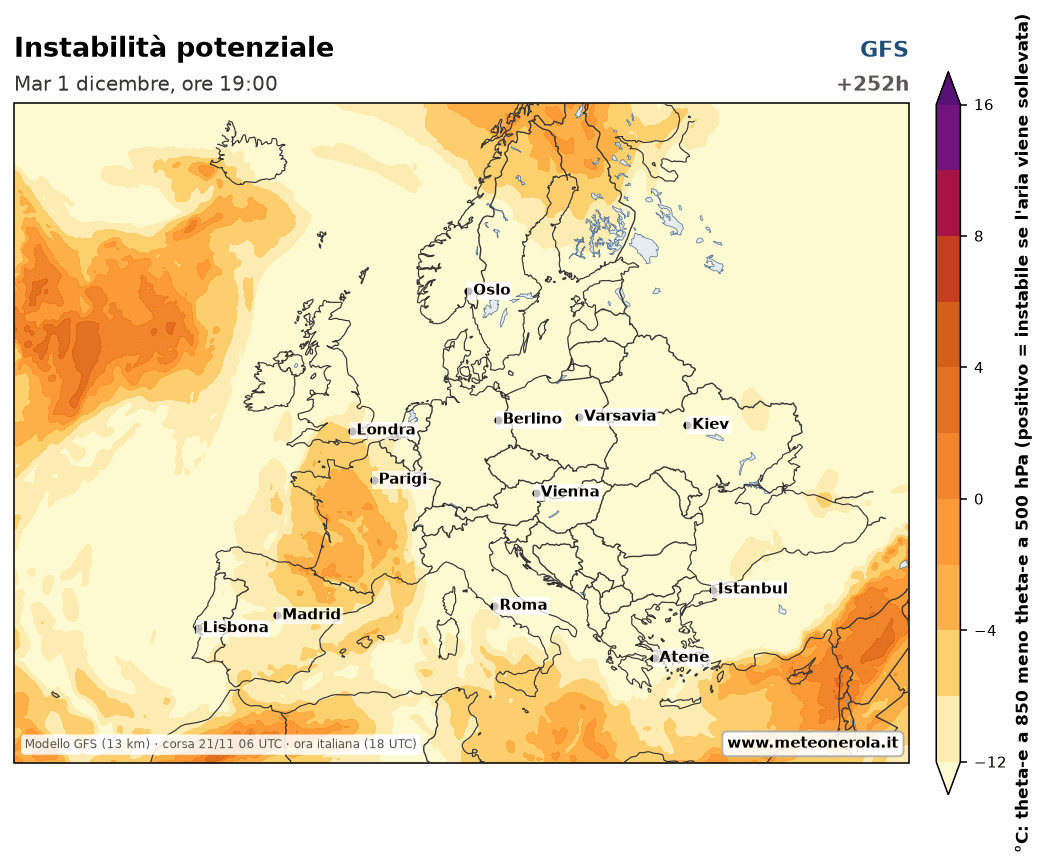 Instabilità potenziale
GFS
Mar 1 dicembre, ore 19:00
+252h
Oslo
Londra
Berlino
Varsavia
Kiev
Parigi
Vienna
Istanbul
Roma
Madrid
Lisbona
Atene
Modello GFS (13 km) · corsa 21/11 06 UTC · ora italiana (18 UTC)
www.meteonerola.it
16
8
4
0
−4
−12
°C: theta-e a 850 meno theta-e a 500 hPa (positivo = instabile se l'aria viene sollevata)